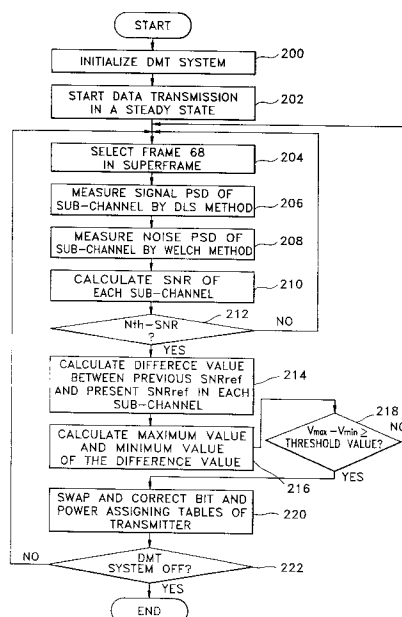 START
INITIALIZE DMT SYSTEM
200
START DATA TRANSMISSION
IN A STEADY STATE
202
SELECT FRAME 68
IN SUPERFRAME
204
MEASURE SIGNAL PSD OF
SUB-CHANNEL BY DLS METHOD
206
MEASURE NOISE PSD OF
SUB-CHANNEL BY WELCH METHOD
208
CALCULATE SNR OF
EACH SUB-CHANNEL
210
212
Nth-SNR
?
NO
YES
CALCULATE DIFFERECE VALUE
BETWEEN PREVIOUS SNRref
AND PRESENT SNRref IN EACH
SUB-CHANNEL
214
CALCULATE MAXIMUM VALUE
AND MINIMUM VALUE
OF THE DIFFERENCE VALUE
216
218
Vmax-Vmin ≥
THRESHOLD VALUE?
NO
YES
SWAP AND CORRECT BIT AND
POWER ASSIGNING TABLES OF
TRANSMITTER
220
NO
DMT
SYSTEM OFF?
222
YES
END